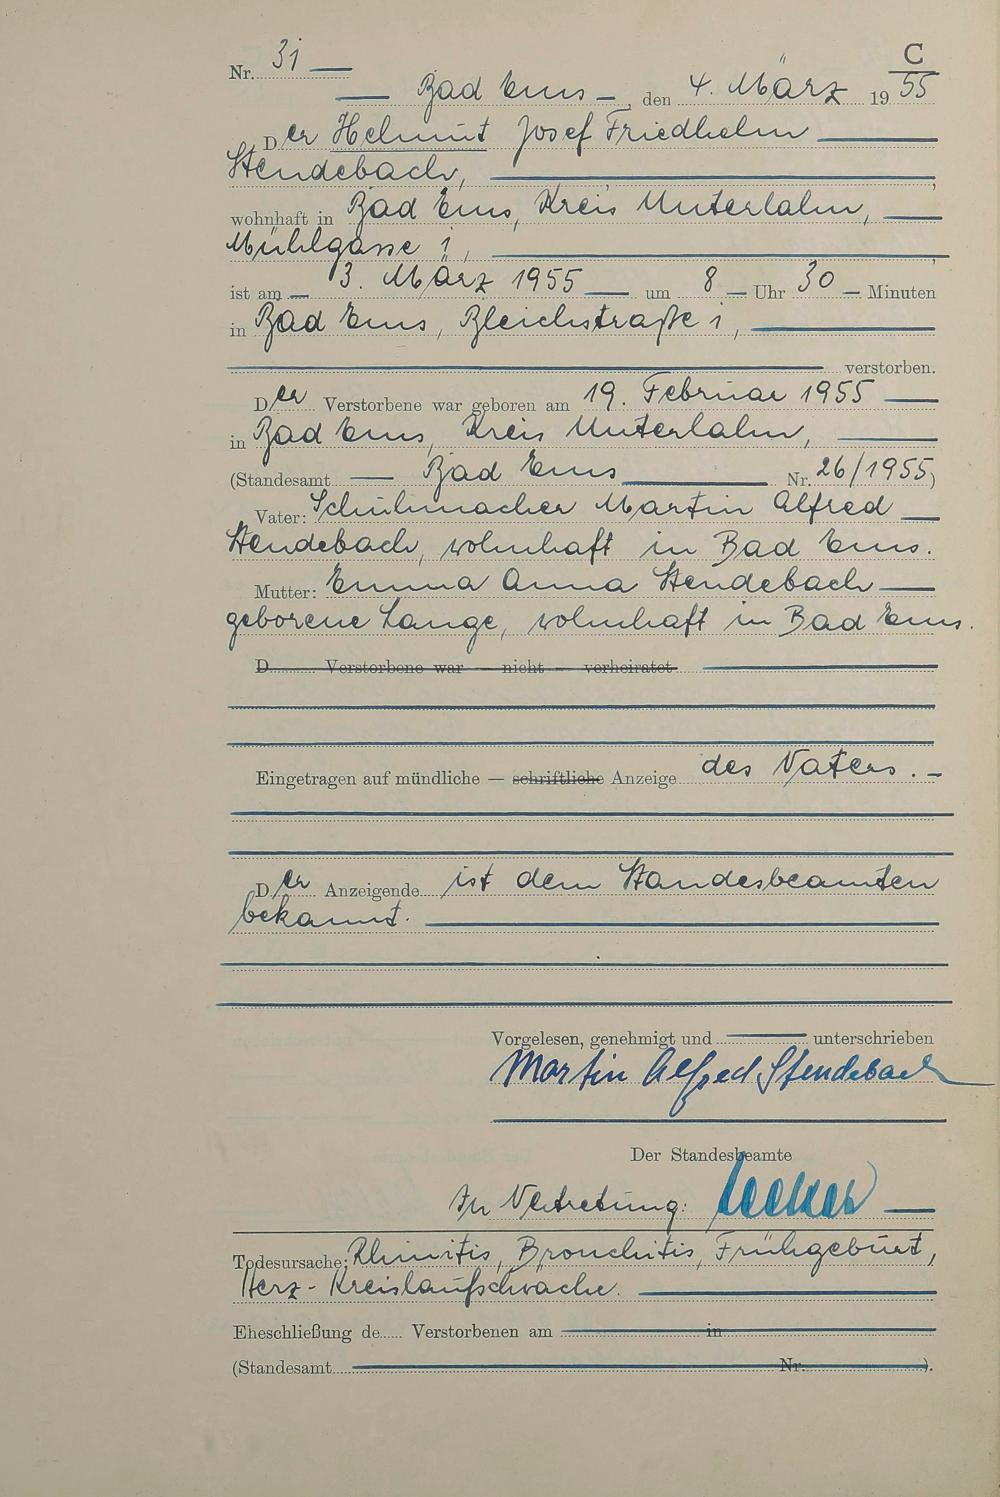 C
Nr. 31
Bad Ems, den 4. März 1955
Der Helmut Josef Friedhelm
Stendebach,
wohnhaft in Bad Ems, Kreis Unterlahn,
Mühlgasse 1,
ist am 3. März 1955 um 8 Uhr 30 Minuten
in Bad Ems, Bleichstraße 1,
verstorben.
Der Verstorbene war geboren am 19. Februar 1955
in Bad Ems, Kreis Unterlahn,
(Standesamt Bad Ems Nr. 26/1955)
Vater: Schuhmacher Martin Alfred
Stendebach, wohnhaft in Bad Ems.
Mutter: Emma Anna Stendebach
geborene Lange, wohnhaft in Bad Ems.
D Verstorbene war — nicht — verheiratet
Eingetragen auf mündliche — schriftliche Anzeige des Vaters.
Der Anzeigende ist dem Standesbeamten
bekannt.
Vorgelesen, genehmigt und unterschrieben
Martin Alfred Stendebach
Der Standesbeamte
In Vertretung:
Todesursache: Rhinitis, Bronchitis, Frühgeburt,
Herz-Kreislaufschwäche.
Eheschließung de Verstorbenen am in
(Standesamt Nr. ).